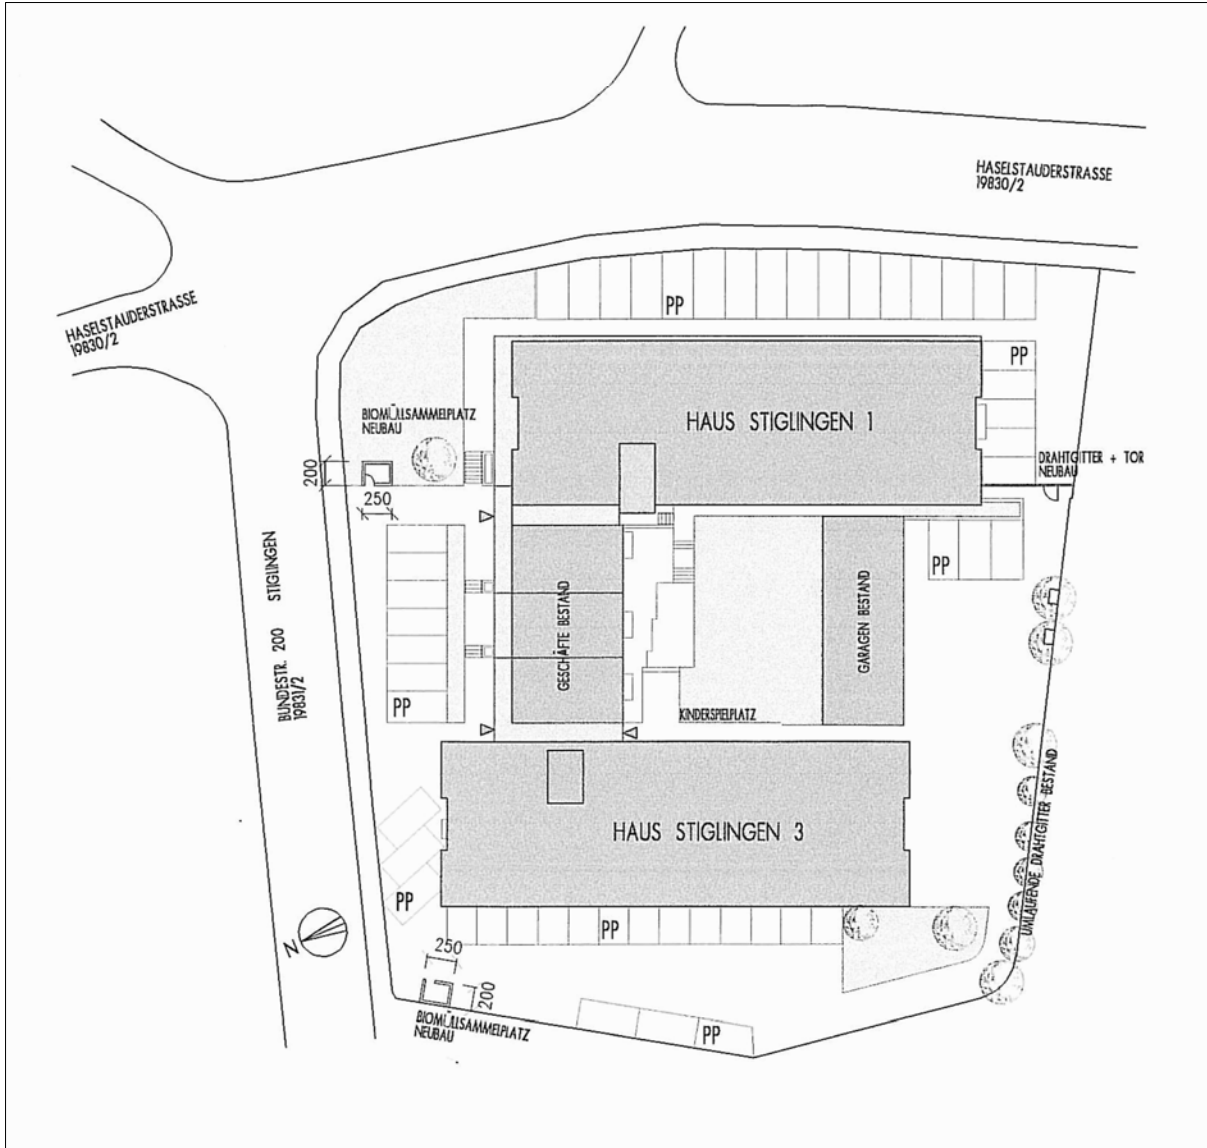 HASELSTAUDERSTRASSE
19830/2
HASELSTAUDERSTRASSE
19830/2
PP
PP
HAUS STIGLINGEN 1
BIOMÜLLSAMMELPLATZ
NEUBAU
200
250
DRAHTGITTER + TOR
NEUBAU
PP
BUNDESTR. 200 STIGLINGEN
19831/2
GESCHÄFTE BESTAND
GARAGEN BESTAND
PP
KINDERSPIELPLATZ
HAUS STIGLINGEN 3
UMLAUFENDE DRAHTGITTER BESTAND
PP
PP
N
250
200
BIOMÜLLSAMMELPLATZ
NEUBAU
PP